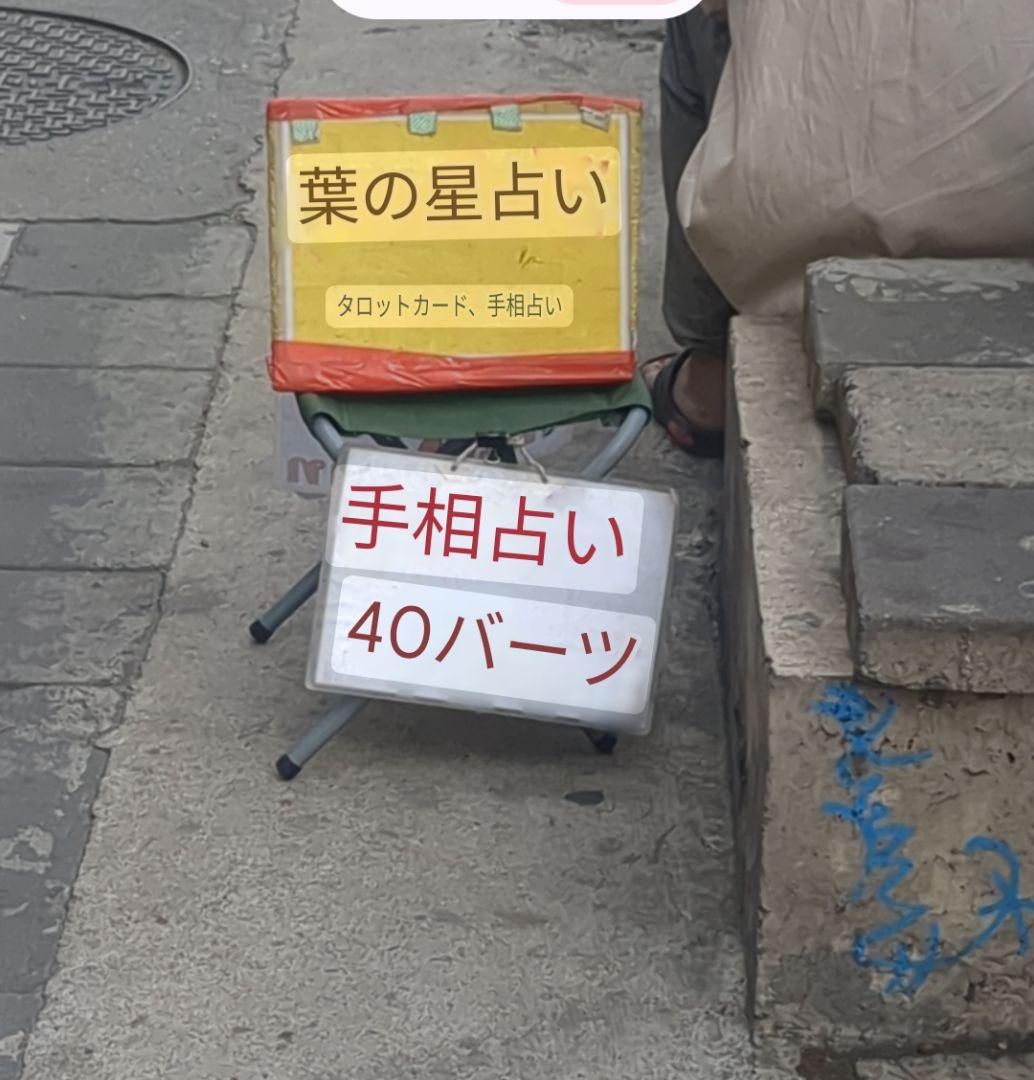 葉の星占い
タロットカード、手相占い
手相占い
40バーツ